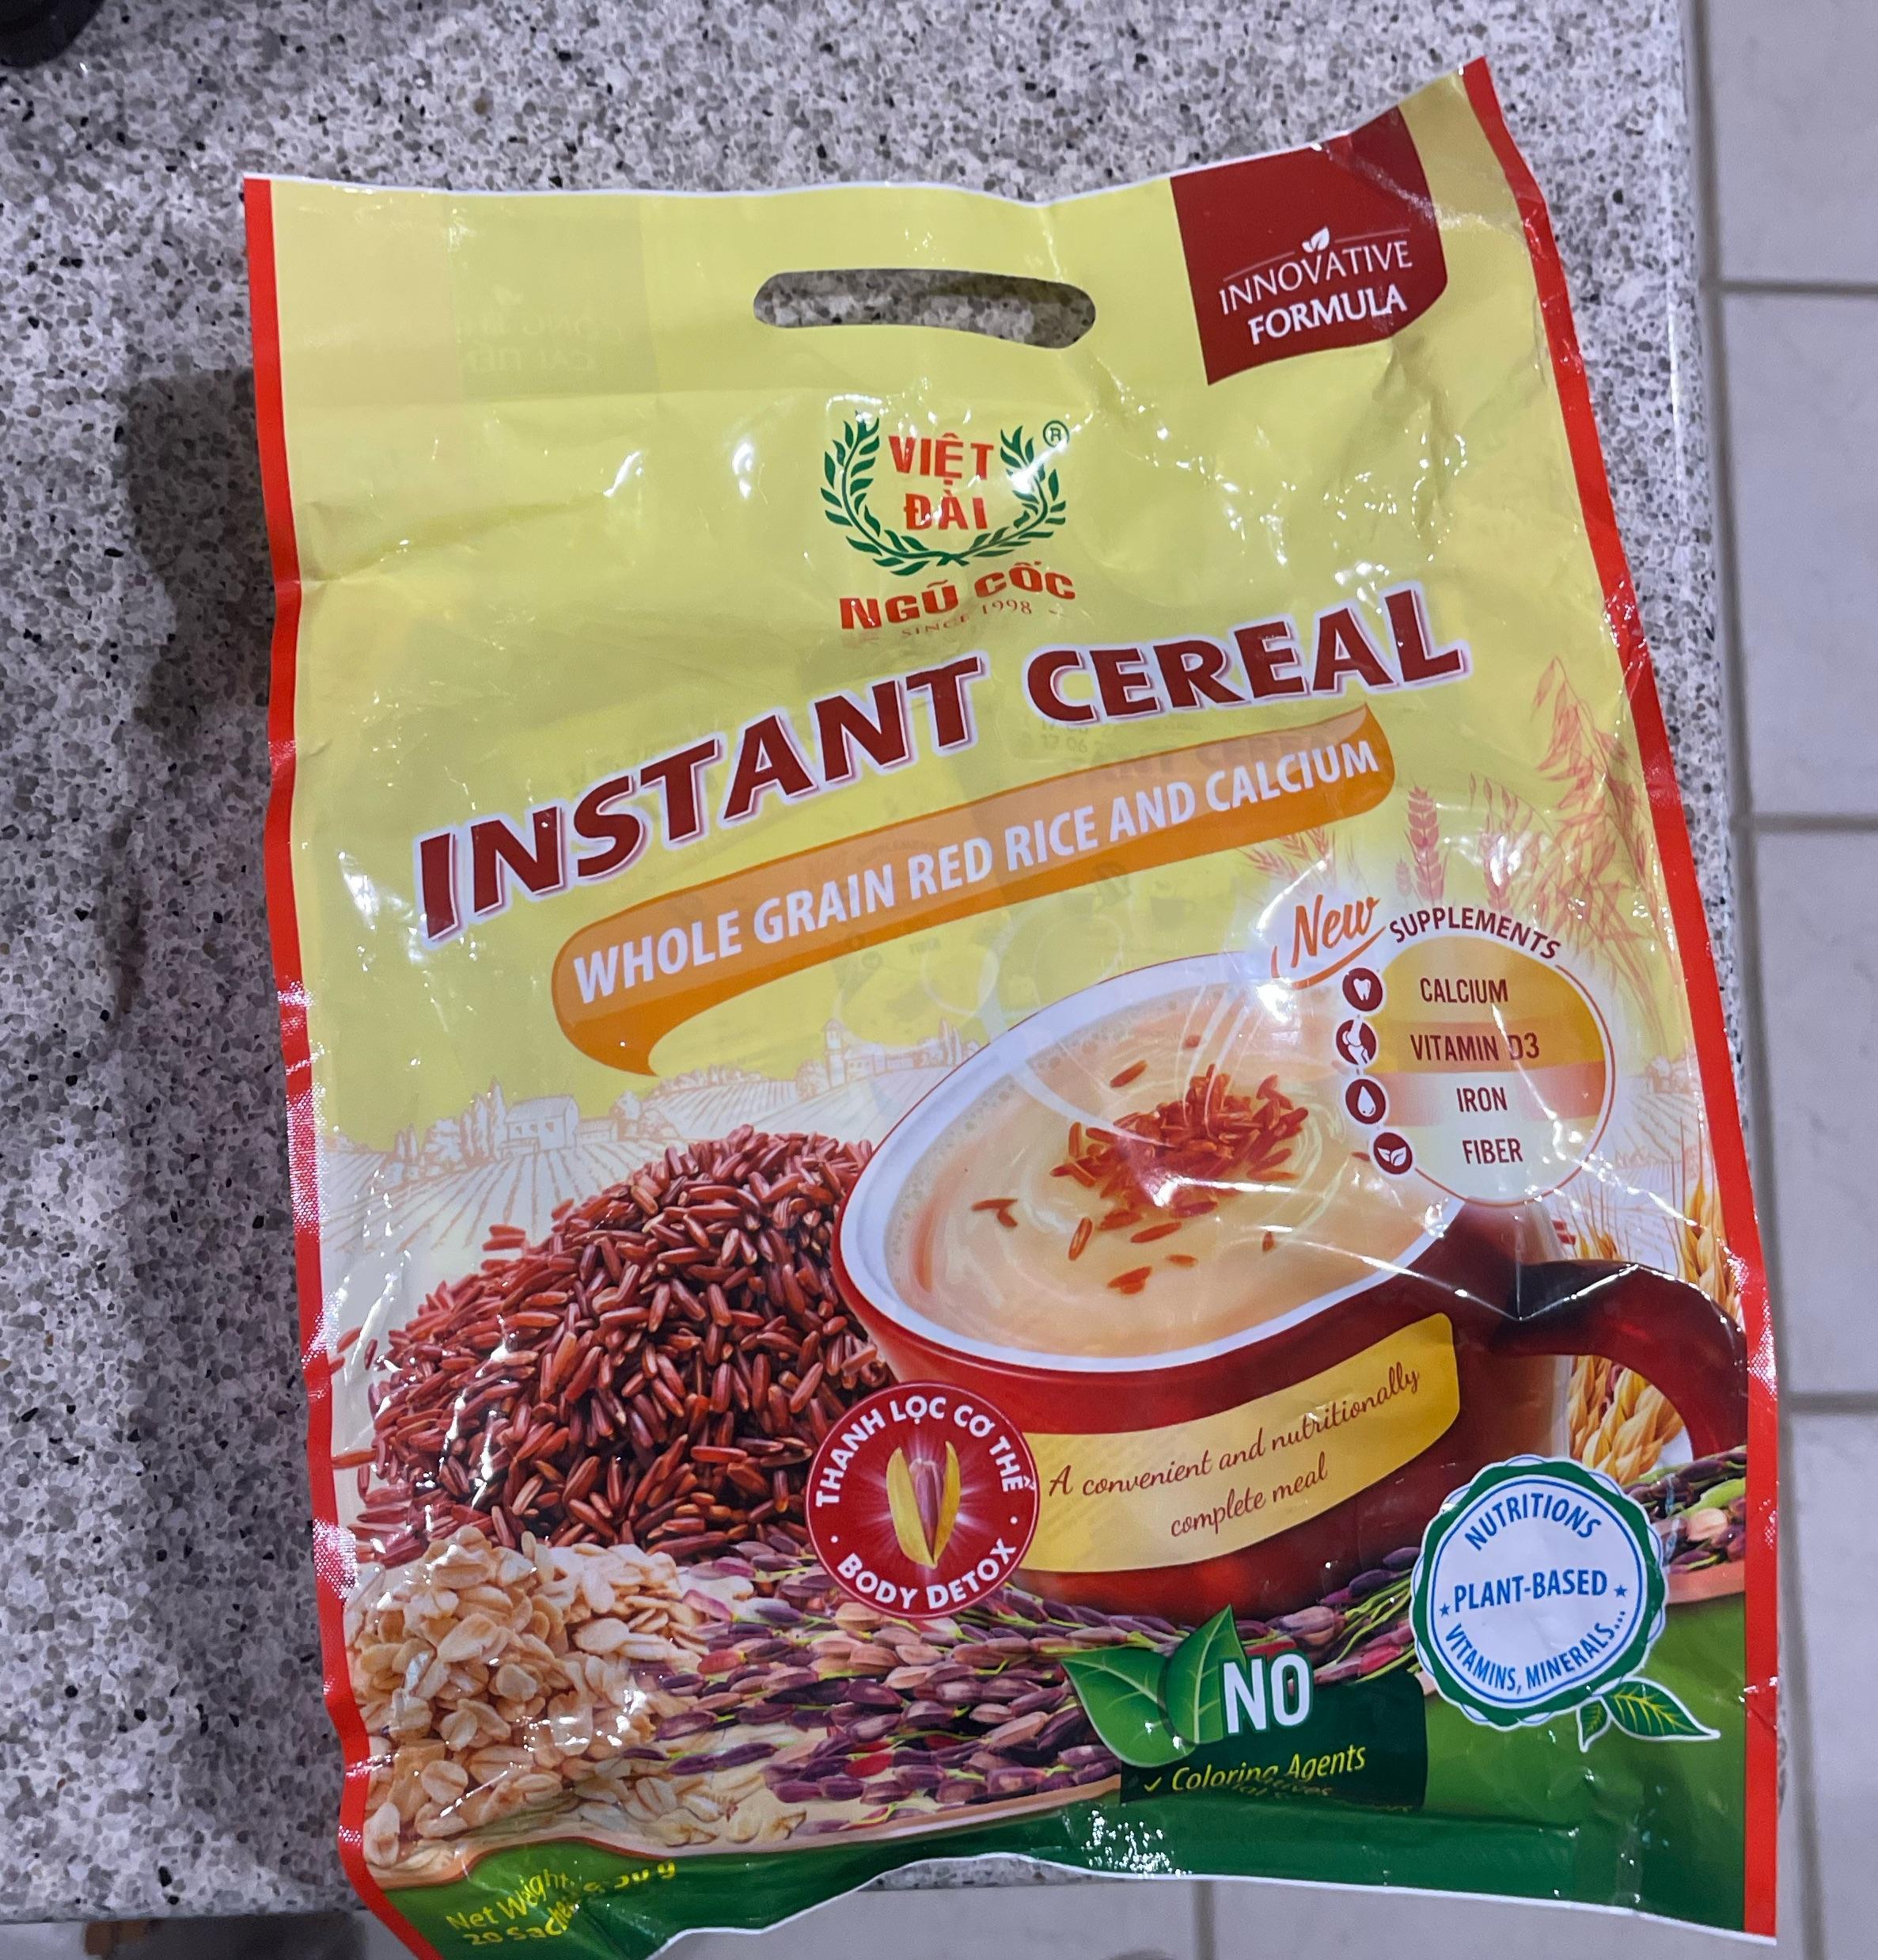 INNOVATIVE
FORMULA
VIỆT
ĐÀI
®
NGŨ CỐC
SINCE 1998
INSTANT CEREAL
WHOLE GRAIN RED RICE AND CALCIUM
New SUPPLEMENTS
CALCIUM
VITAMIN D3
IRON
FIBER
THANH LỌC CƠ THỂ
BODY DETOX
A convenient and nutritionally
complete meal
NUTRITIONS
PLANT-BASED
VITAMINS, MINERALS...
NO
✓ Coloring Agents
Net Weight
20 Sachets